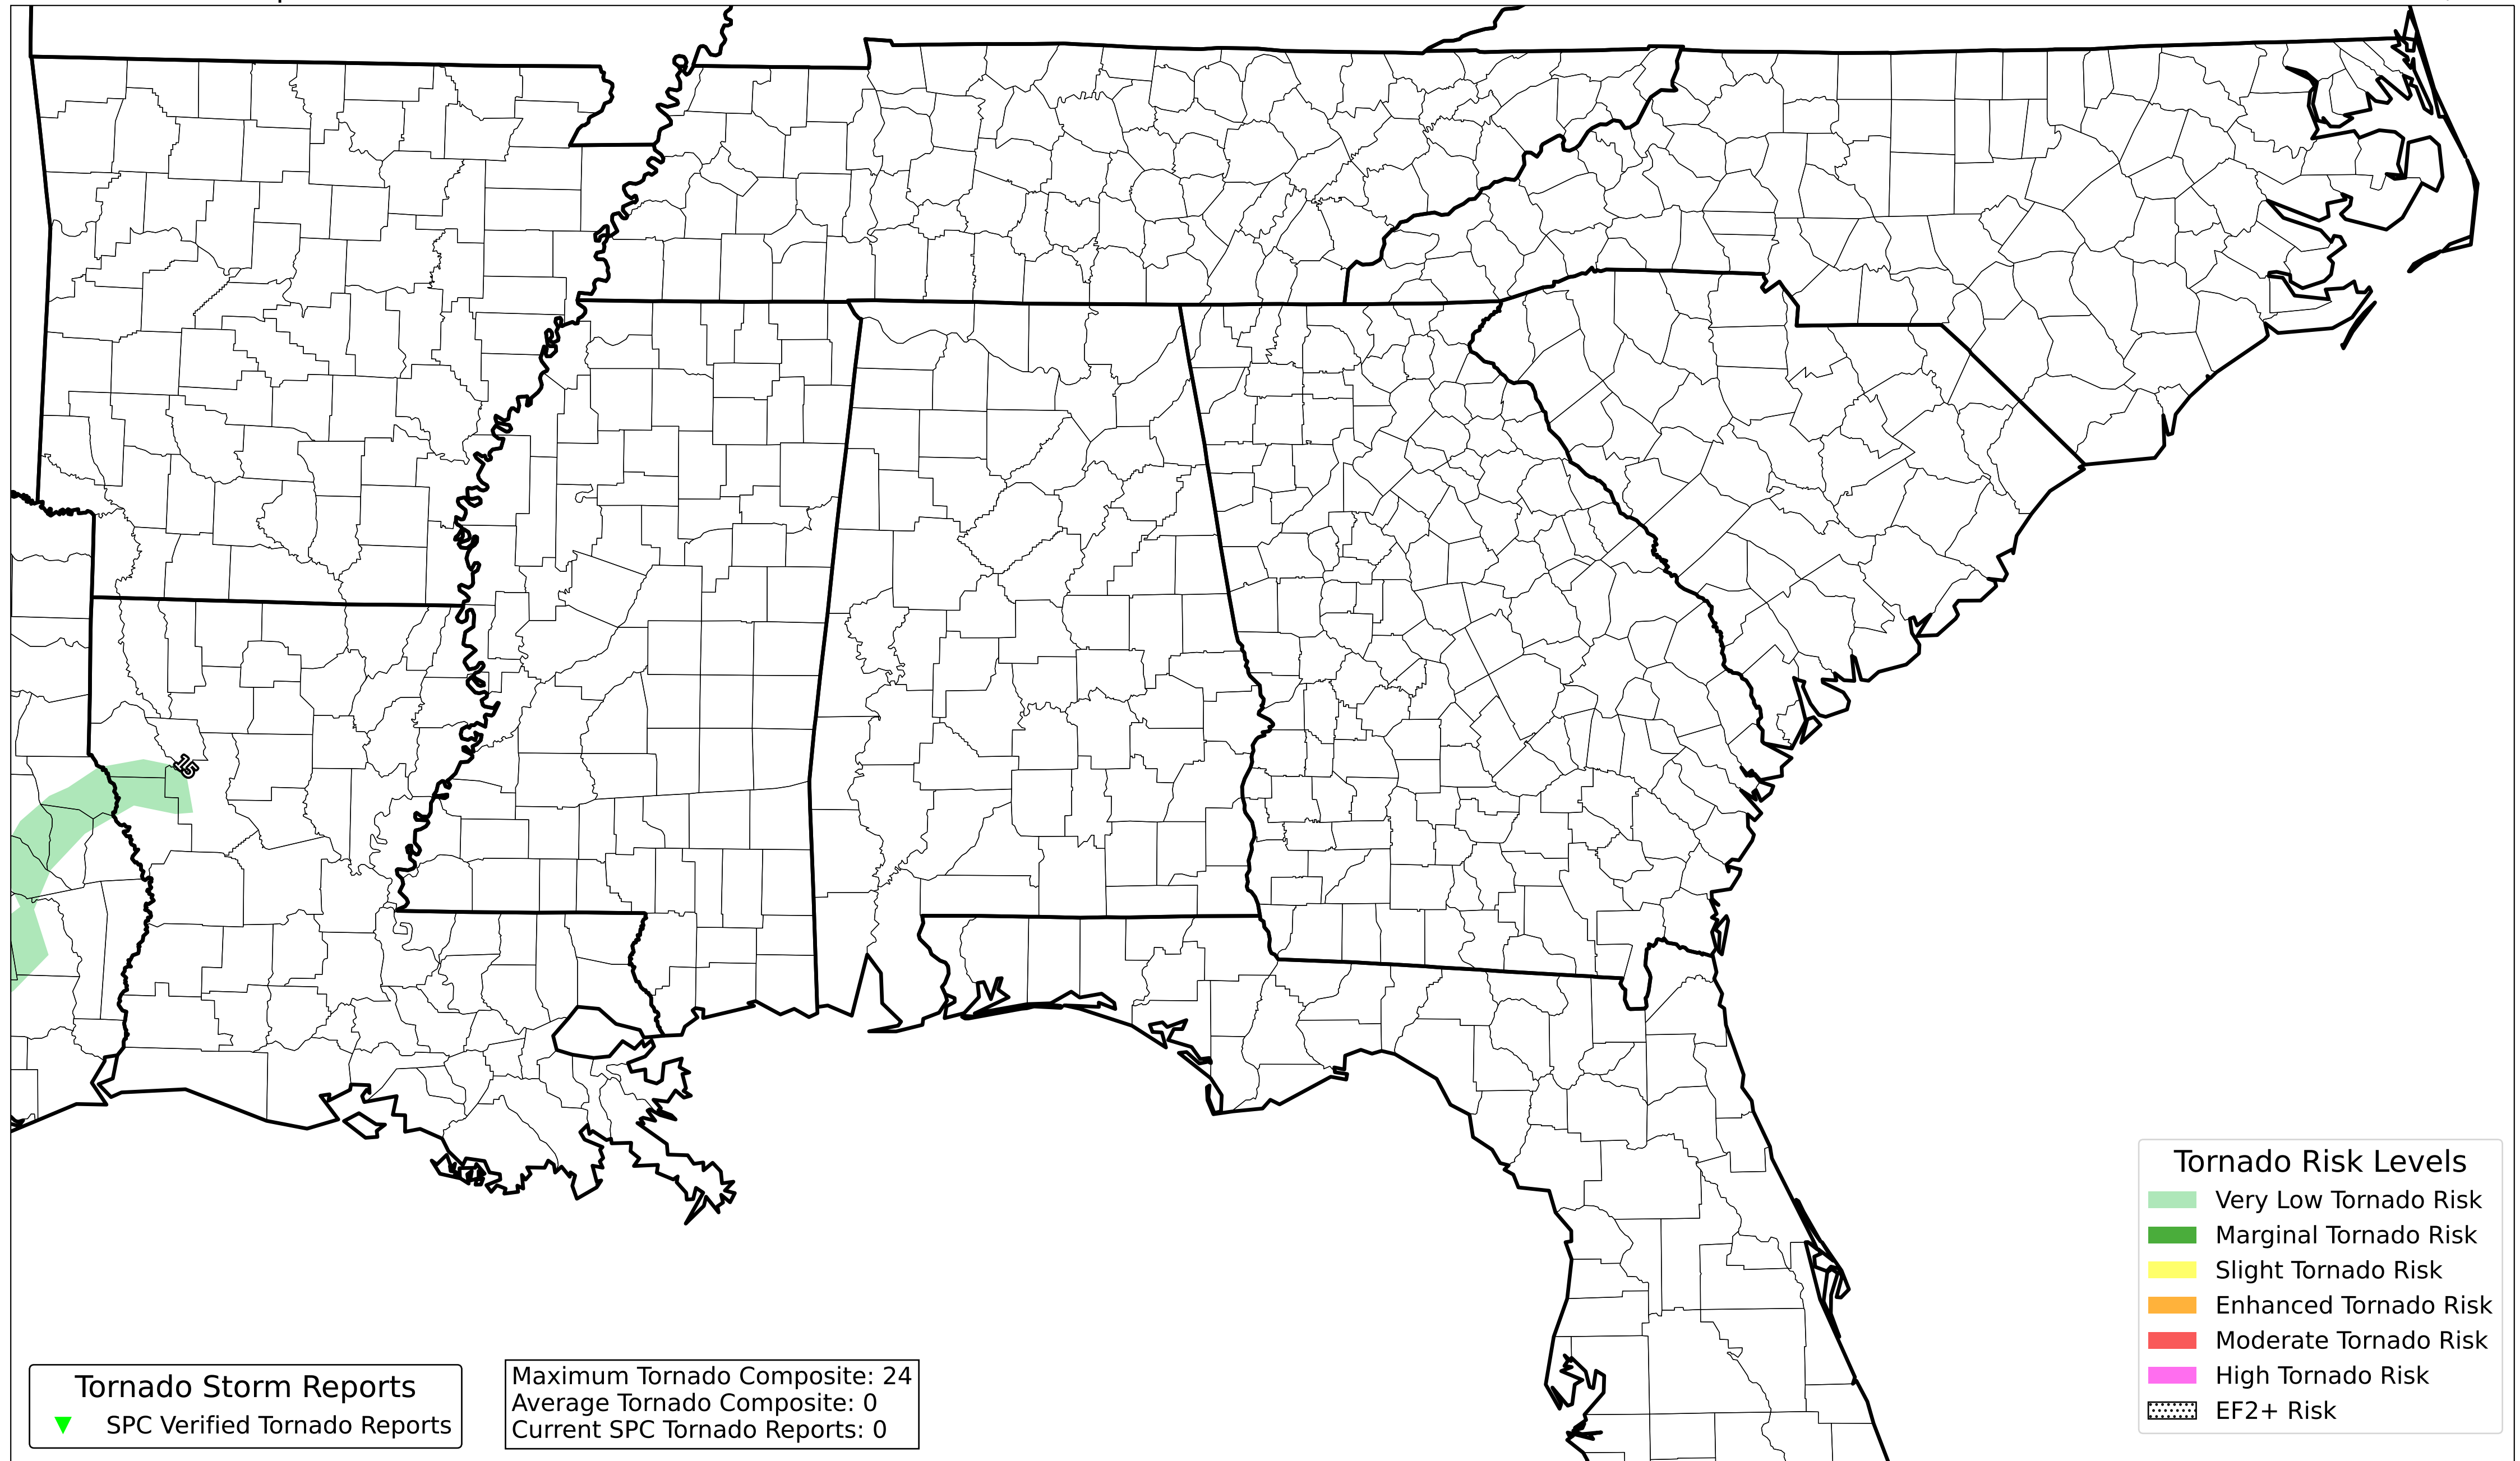 15
Tornado Storm Reports
SPC Verified Tornado Reports
Maximum Tornado Composite: 24
Average Tornado Composite: 0
Current SPC Tornado Reports: 0
Tornado Risk Levels
Very Low Tornado Risk
Marginal Tornado Risk
Slight Tornado Risk
Enhanced Tornado Risk
Moderate Tornado Risk
High Tornado Risk
EF2+ Risk